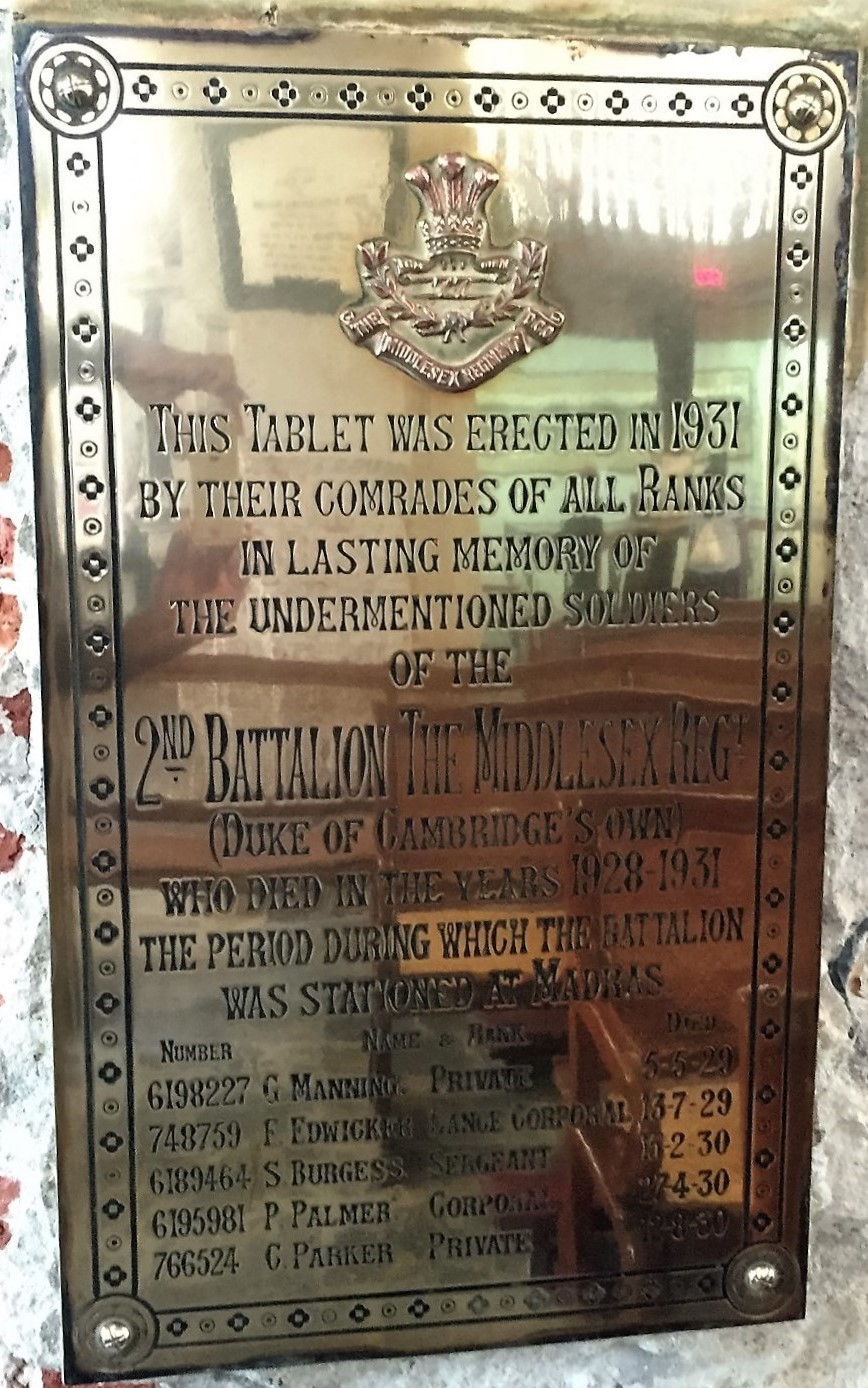 THE MIDDLESEX REGIMENT
THIS TABLET WAS ERECTED IN 1931
BY THEIR COMRADES OF ALL RANKS
IN LASTING MEMORY OF
THE UNDERMENTIONED SOLDIERS
OF THE
2ND BATTALION THE MIDDLESEX REGT
(DUKE OF CAMBRIDGE'S OWN)
WHO DIED IN THE YEARS 1928-1931
THE PERIOD DURING WHICH THE BATTALION
WAS STATIONED AT MADRAS
NUMBER NAME & RANK DIED
6198227 G. MANNING. PRIVATE 5-5-29
748759 F. EDWICKER LANCE CORPORAL 13-7-29
6189464 S. BURGESS SERGEANT
6195981 P. PALMER CORPORAL
766524 C. PARKER PRIVATE